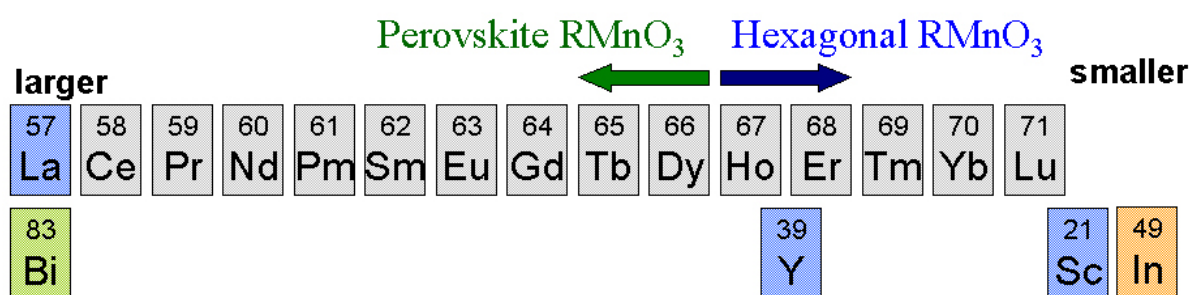 Perovskite RMnO₃ Hexagonal RMnO₃
larger smaller
57 58 59 60 61 62 63 64 65 66 67 68 69 70 71
La Ce Pr Nd Pm Sm Eu Gd Tb Dy Ho Er Tm Yb Lu
83 39 21 49
Bi Y Sc In